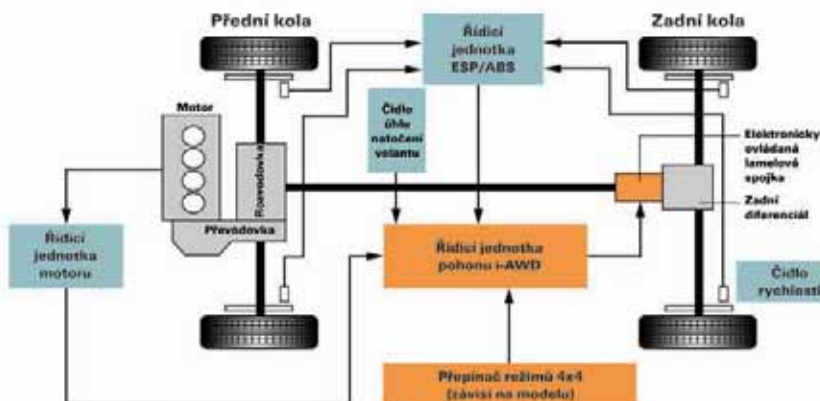 Přední kola
Zadní kola
Řídicí
jednotka
ESP/ABS
Motor
Čidlo
úhlu
natočení
volantu
Rozvodovka
Elektronicky
ovládaná
lamelová
spojka
Zadní
diferenciál
Převodovka
Řídicí
jednotka
motoru
Řídicí jednotka
pohonu i-AWD
Čidlo
rychlosti
Přepínač režimů 4x4
(závisí na modelu)